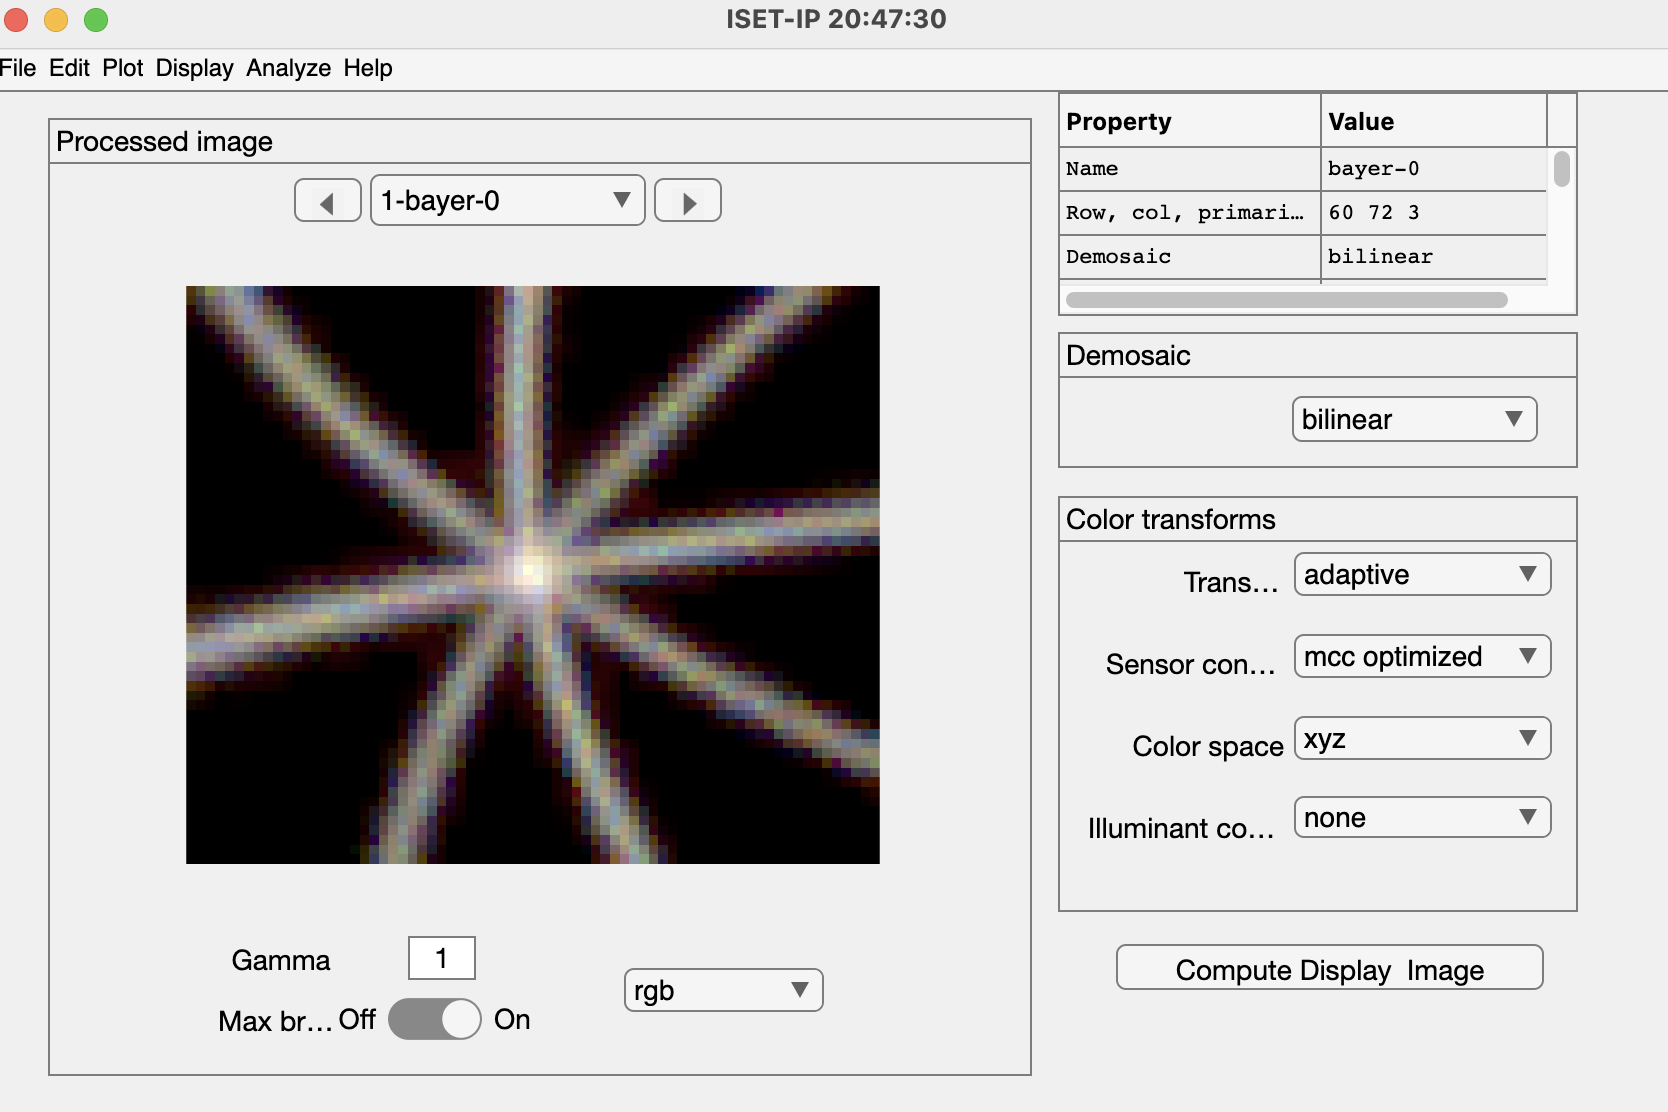 ISET-IP 20:47:30
File Edit Plot Display Analyze Help
Processed image
1-bayer-0
Gamma 1
Max br... Off On
rgb
Property Value
Name bayer-0
Row, col, primari... 60 72 3
Demosaic bilinear
Demosaic
bilinear
Color transforms
Trans... adaptive
Sensor con... mcc optimized
Color space xyz
Illuminant co... none
Compute Display Image